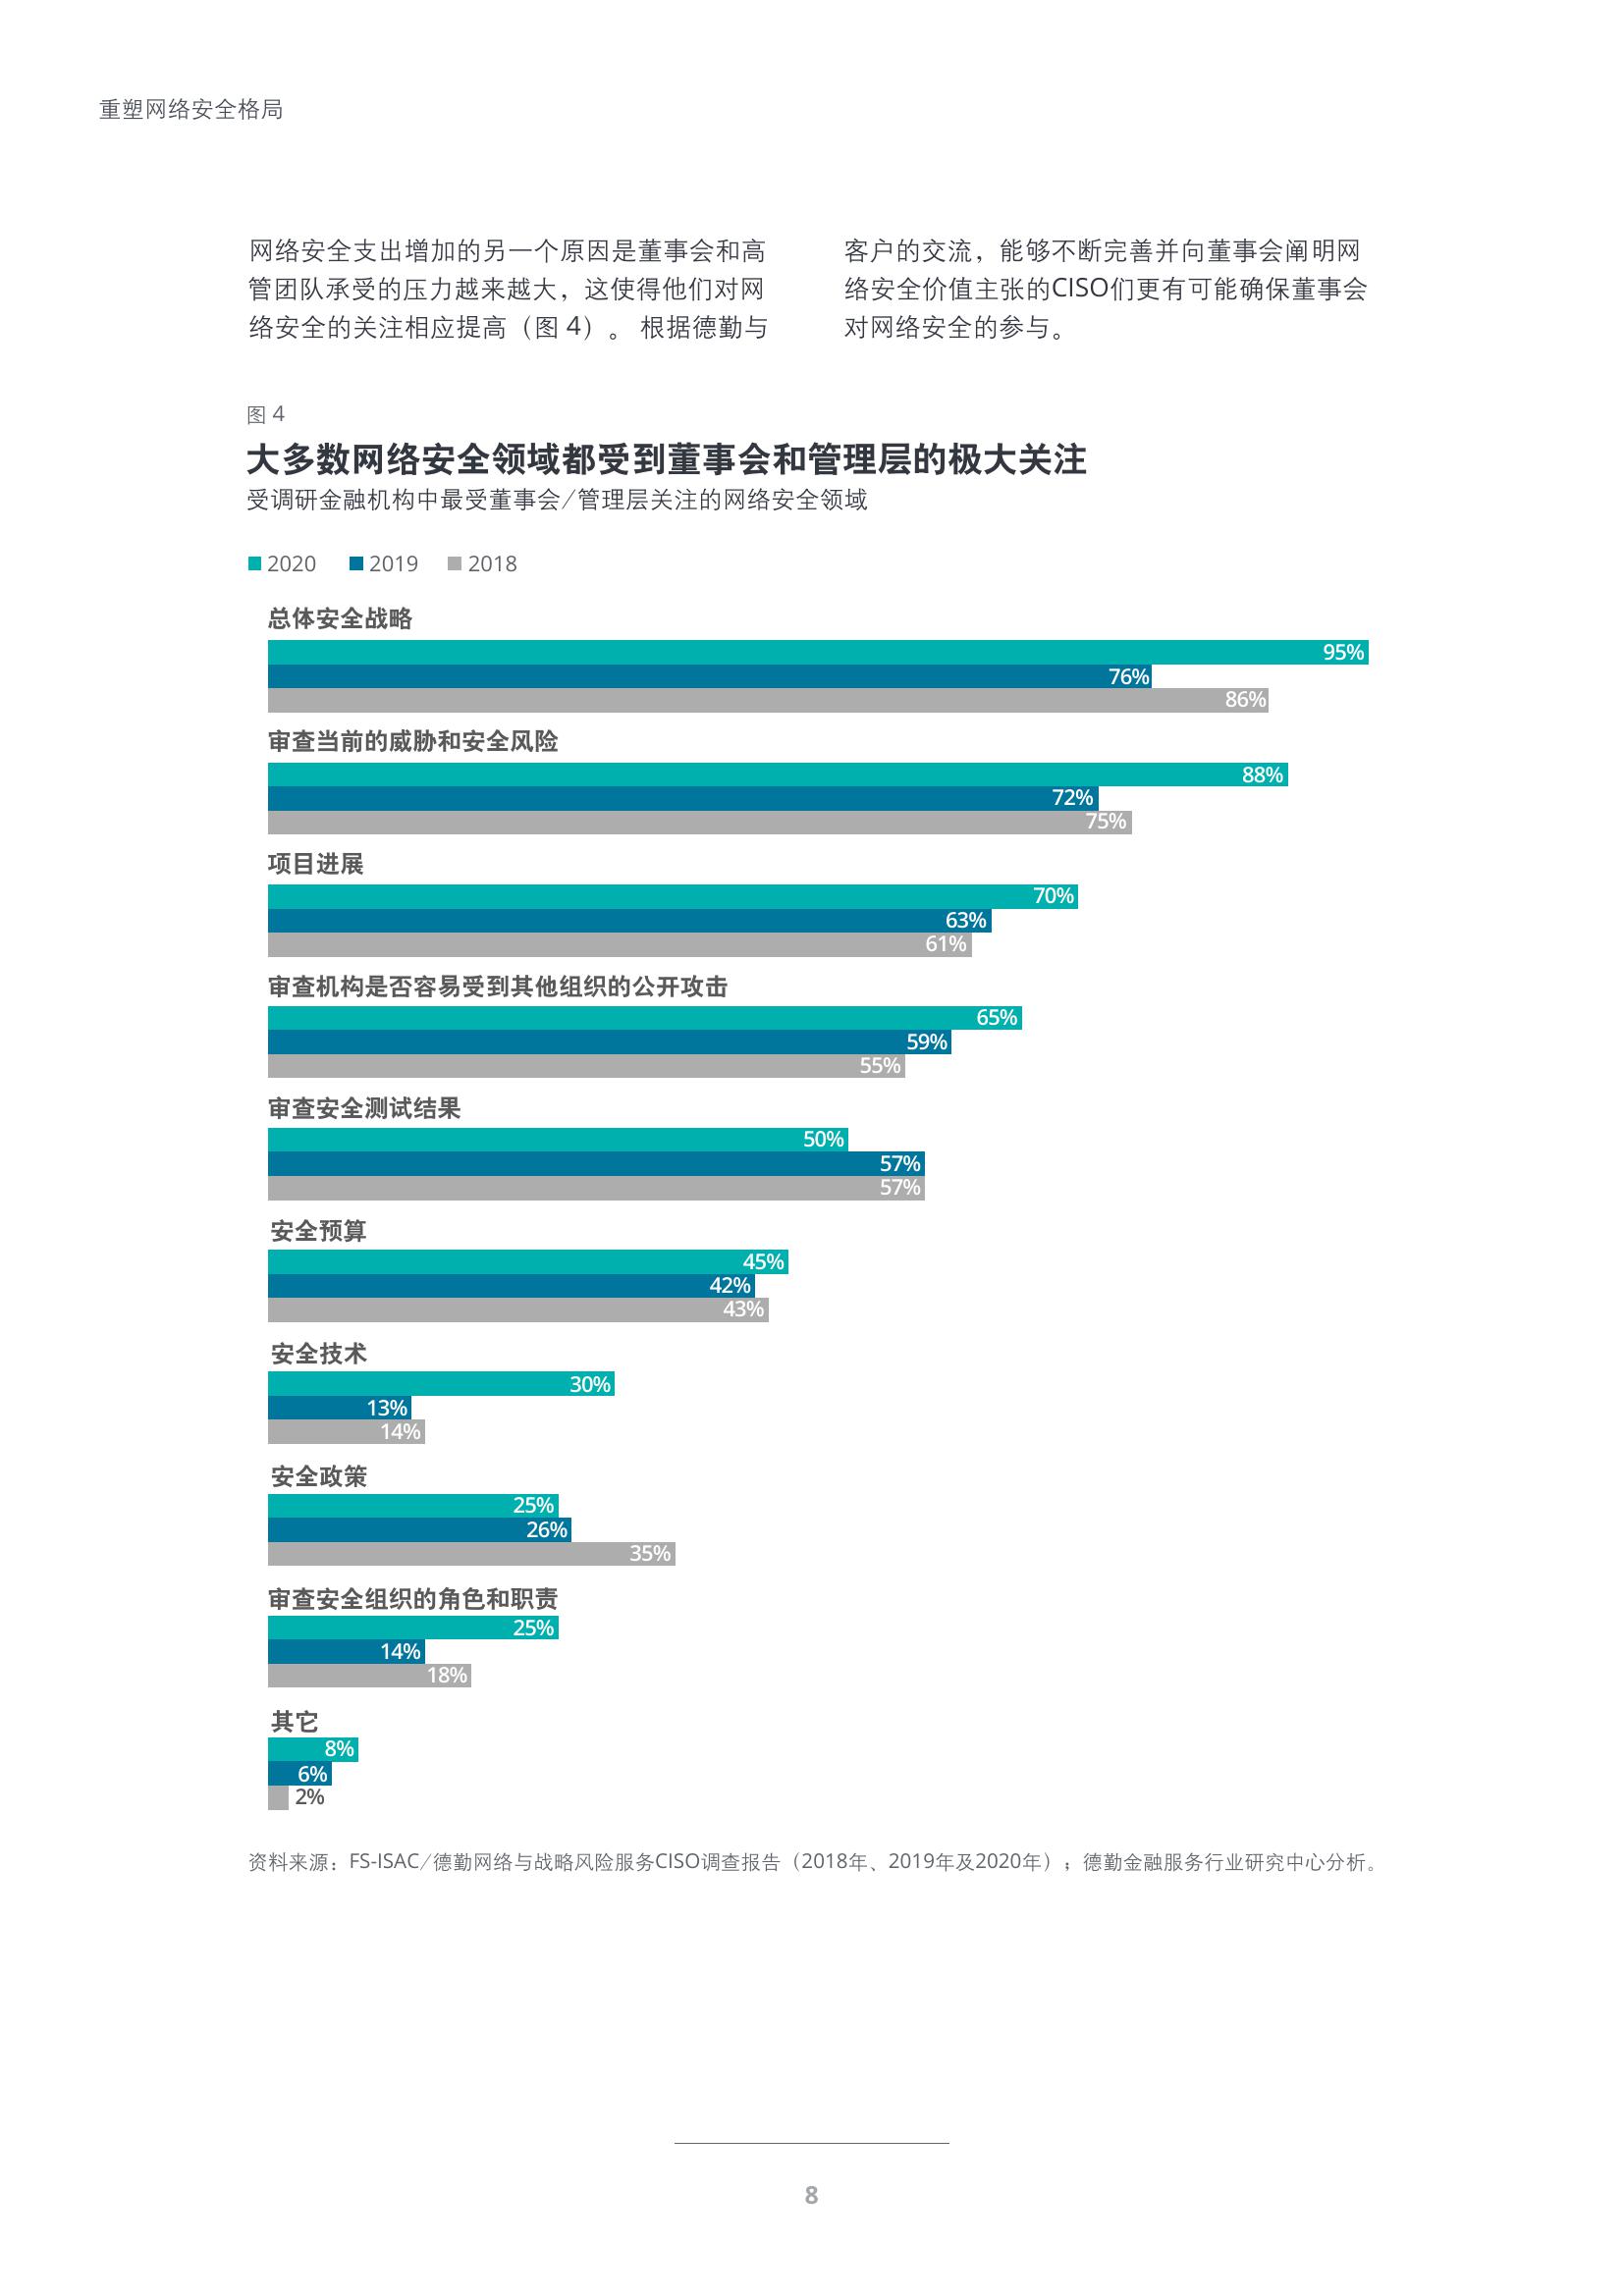 重塑网络安全格局
网络安全支出增加的另一个原因是董事会和高
管团队承受的压力越来越大，这使得他们对网
络安全的关注相应提高（图 4）。 根据德勤与
客户的交流，能够不断完善并向董事会阐明网
络安全价值主张的CISO们更有可能确保董事会
对网络安全的参与。
图 4
大多数网络安全领域都受到董事会和管理层的极大关注
受调研金融机构中最受董事会/管理层关注的网络安全领域
2020 2019 2018
总体安全战略
95%
76%
86%
审查当前的威胁和安全风险
88%
72%
75%
项目进展
70%
63%
61%
审查机构是否容易受到其他组织的公开攻击
65%
59%
55%
审查安全测试结果
50%
57%
57%
安全预算
45%
42%
43%
安全技术
30%
13%
14%
安全政策
25%
26%
35%
审查安全组织的角色和职责
25%
14%
18%
其它
8%
6%
2%
资料来源：FS-ISAC/德勤网络与战略风险服务CISO调查报告（2018年、2019年及2020年）；德勤金融服务行业研究中心分析。
8